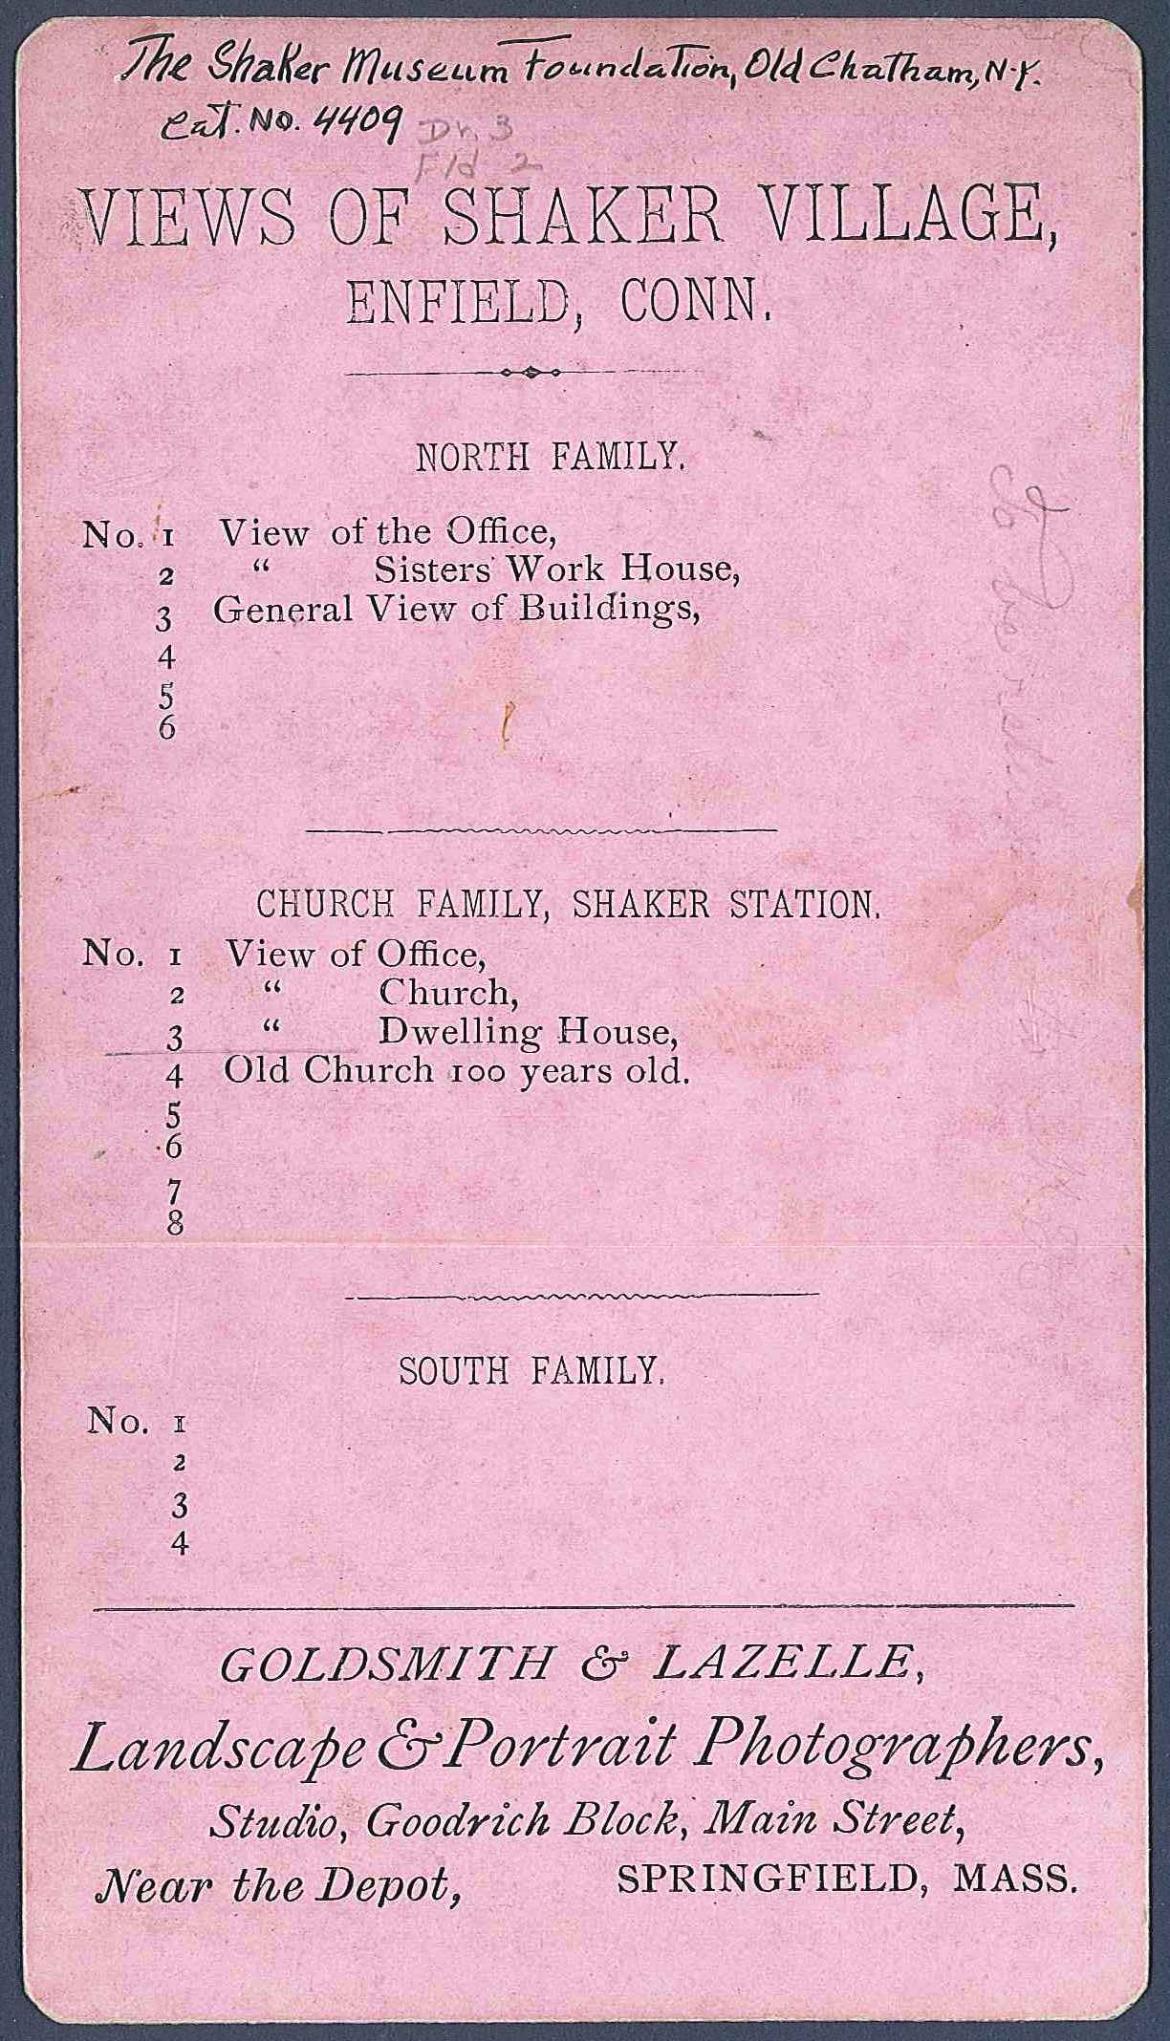 The Shaker Museum Foundation, Old Chatham, N.Y.
Cat. No. 4409 Dr. 3
Fld 2
VIEWS OF SHAKER VILLAGE,
ENFIELD, CONN.
NORTH FAMILY.
No. 1 View of the Office,
2 “ Sisters' Work House,
3 General View of Buildings,
4
5
6
CHURCH FAMILY, SHAKER STATION.
No. 1 View of Office,
2 “ Church,
3 “ Dwelling House,
4 Old Church 100 years old.
5
6
7
8
SOUTH FAMILY.
No. 1
2
3
4
GOLDSMITH & LAZELLE,
Landscape & Portrait Photographers,
Studio, Goodrich Block, Main Street,
Near the Depot, SPRINGFIELD, MASS.